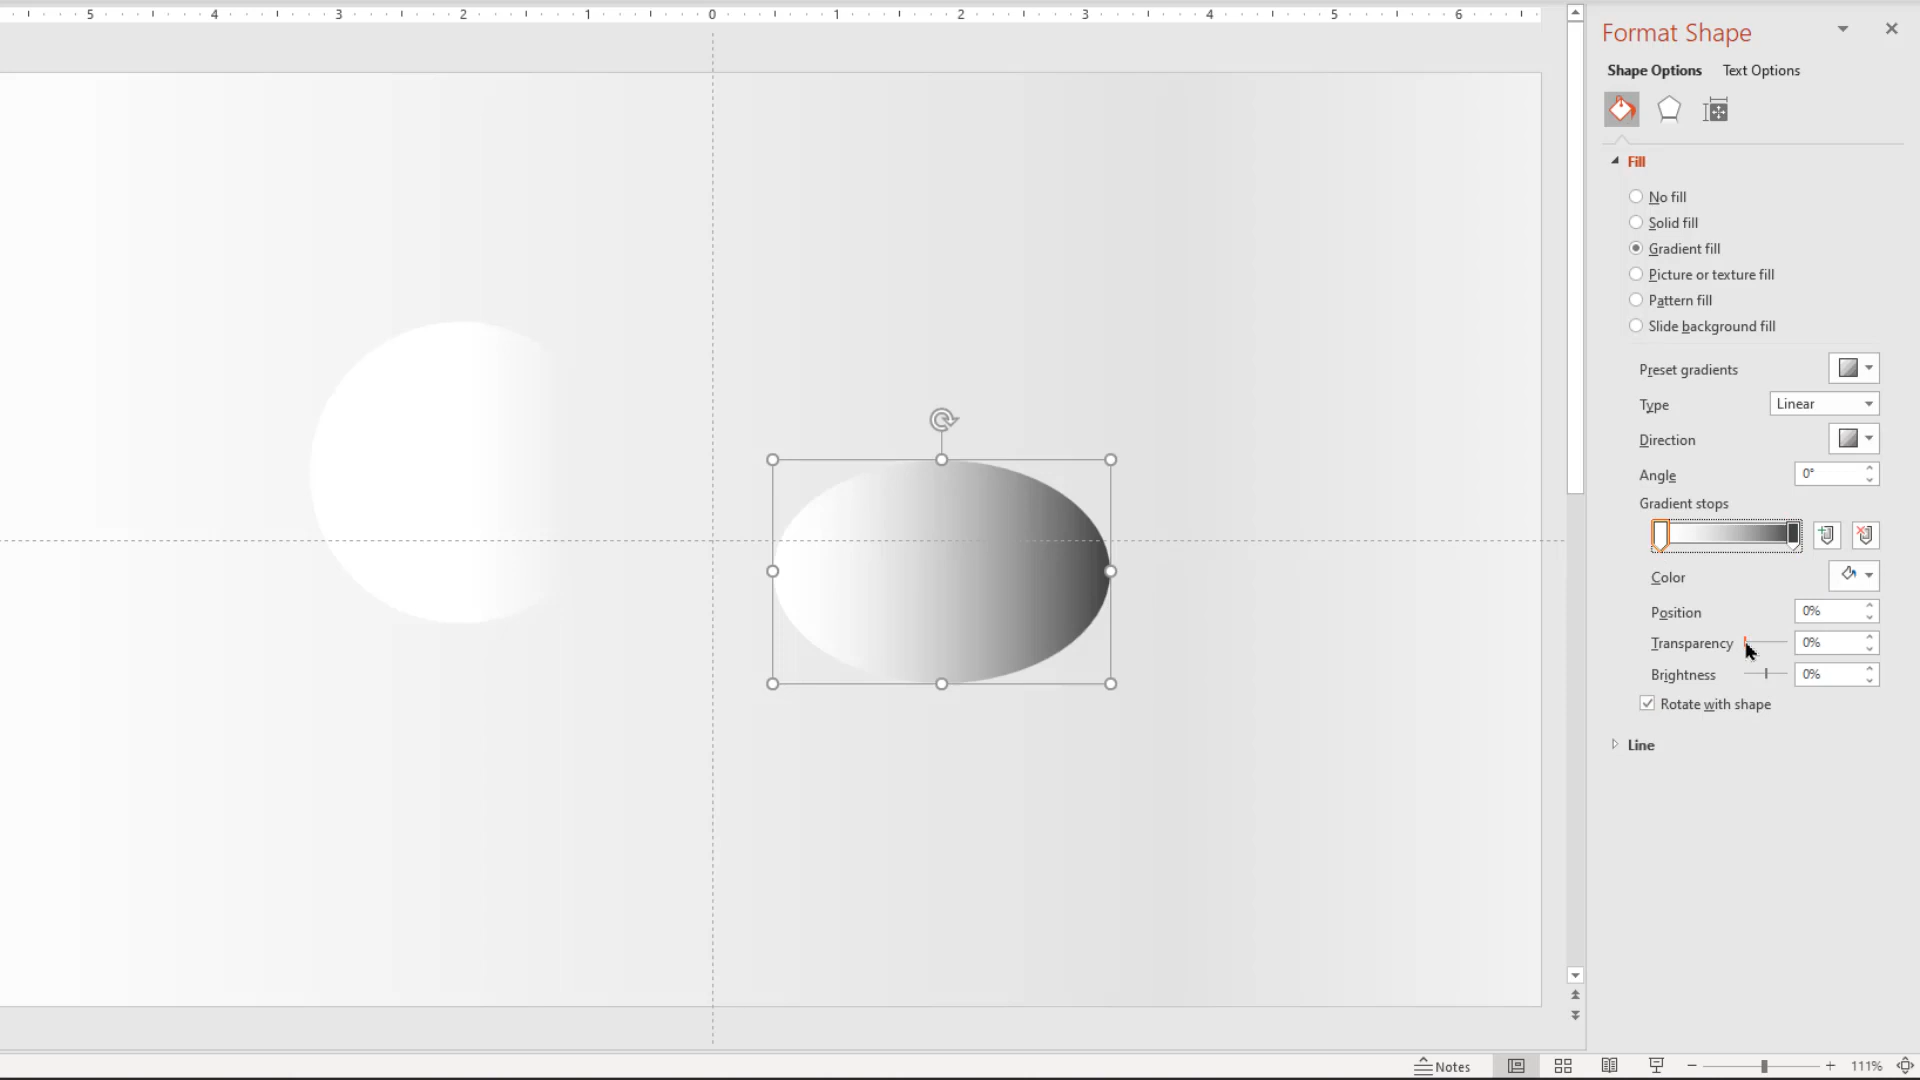 5 4 3 2 1 0 1 2 3 4 5 6
Format Shape
Shape Options Text Options
Fill
No fill
Solid fill
Gradient fill
Picture or texture fill
Pattern fill
Slide background fill
Preset gradients
Type Linear
Direction
Angle 0°
Gradient stops
Color
Position 0%
Transparency 0%
Brightness 0%
Rotate with shape
Line
Notes 111%